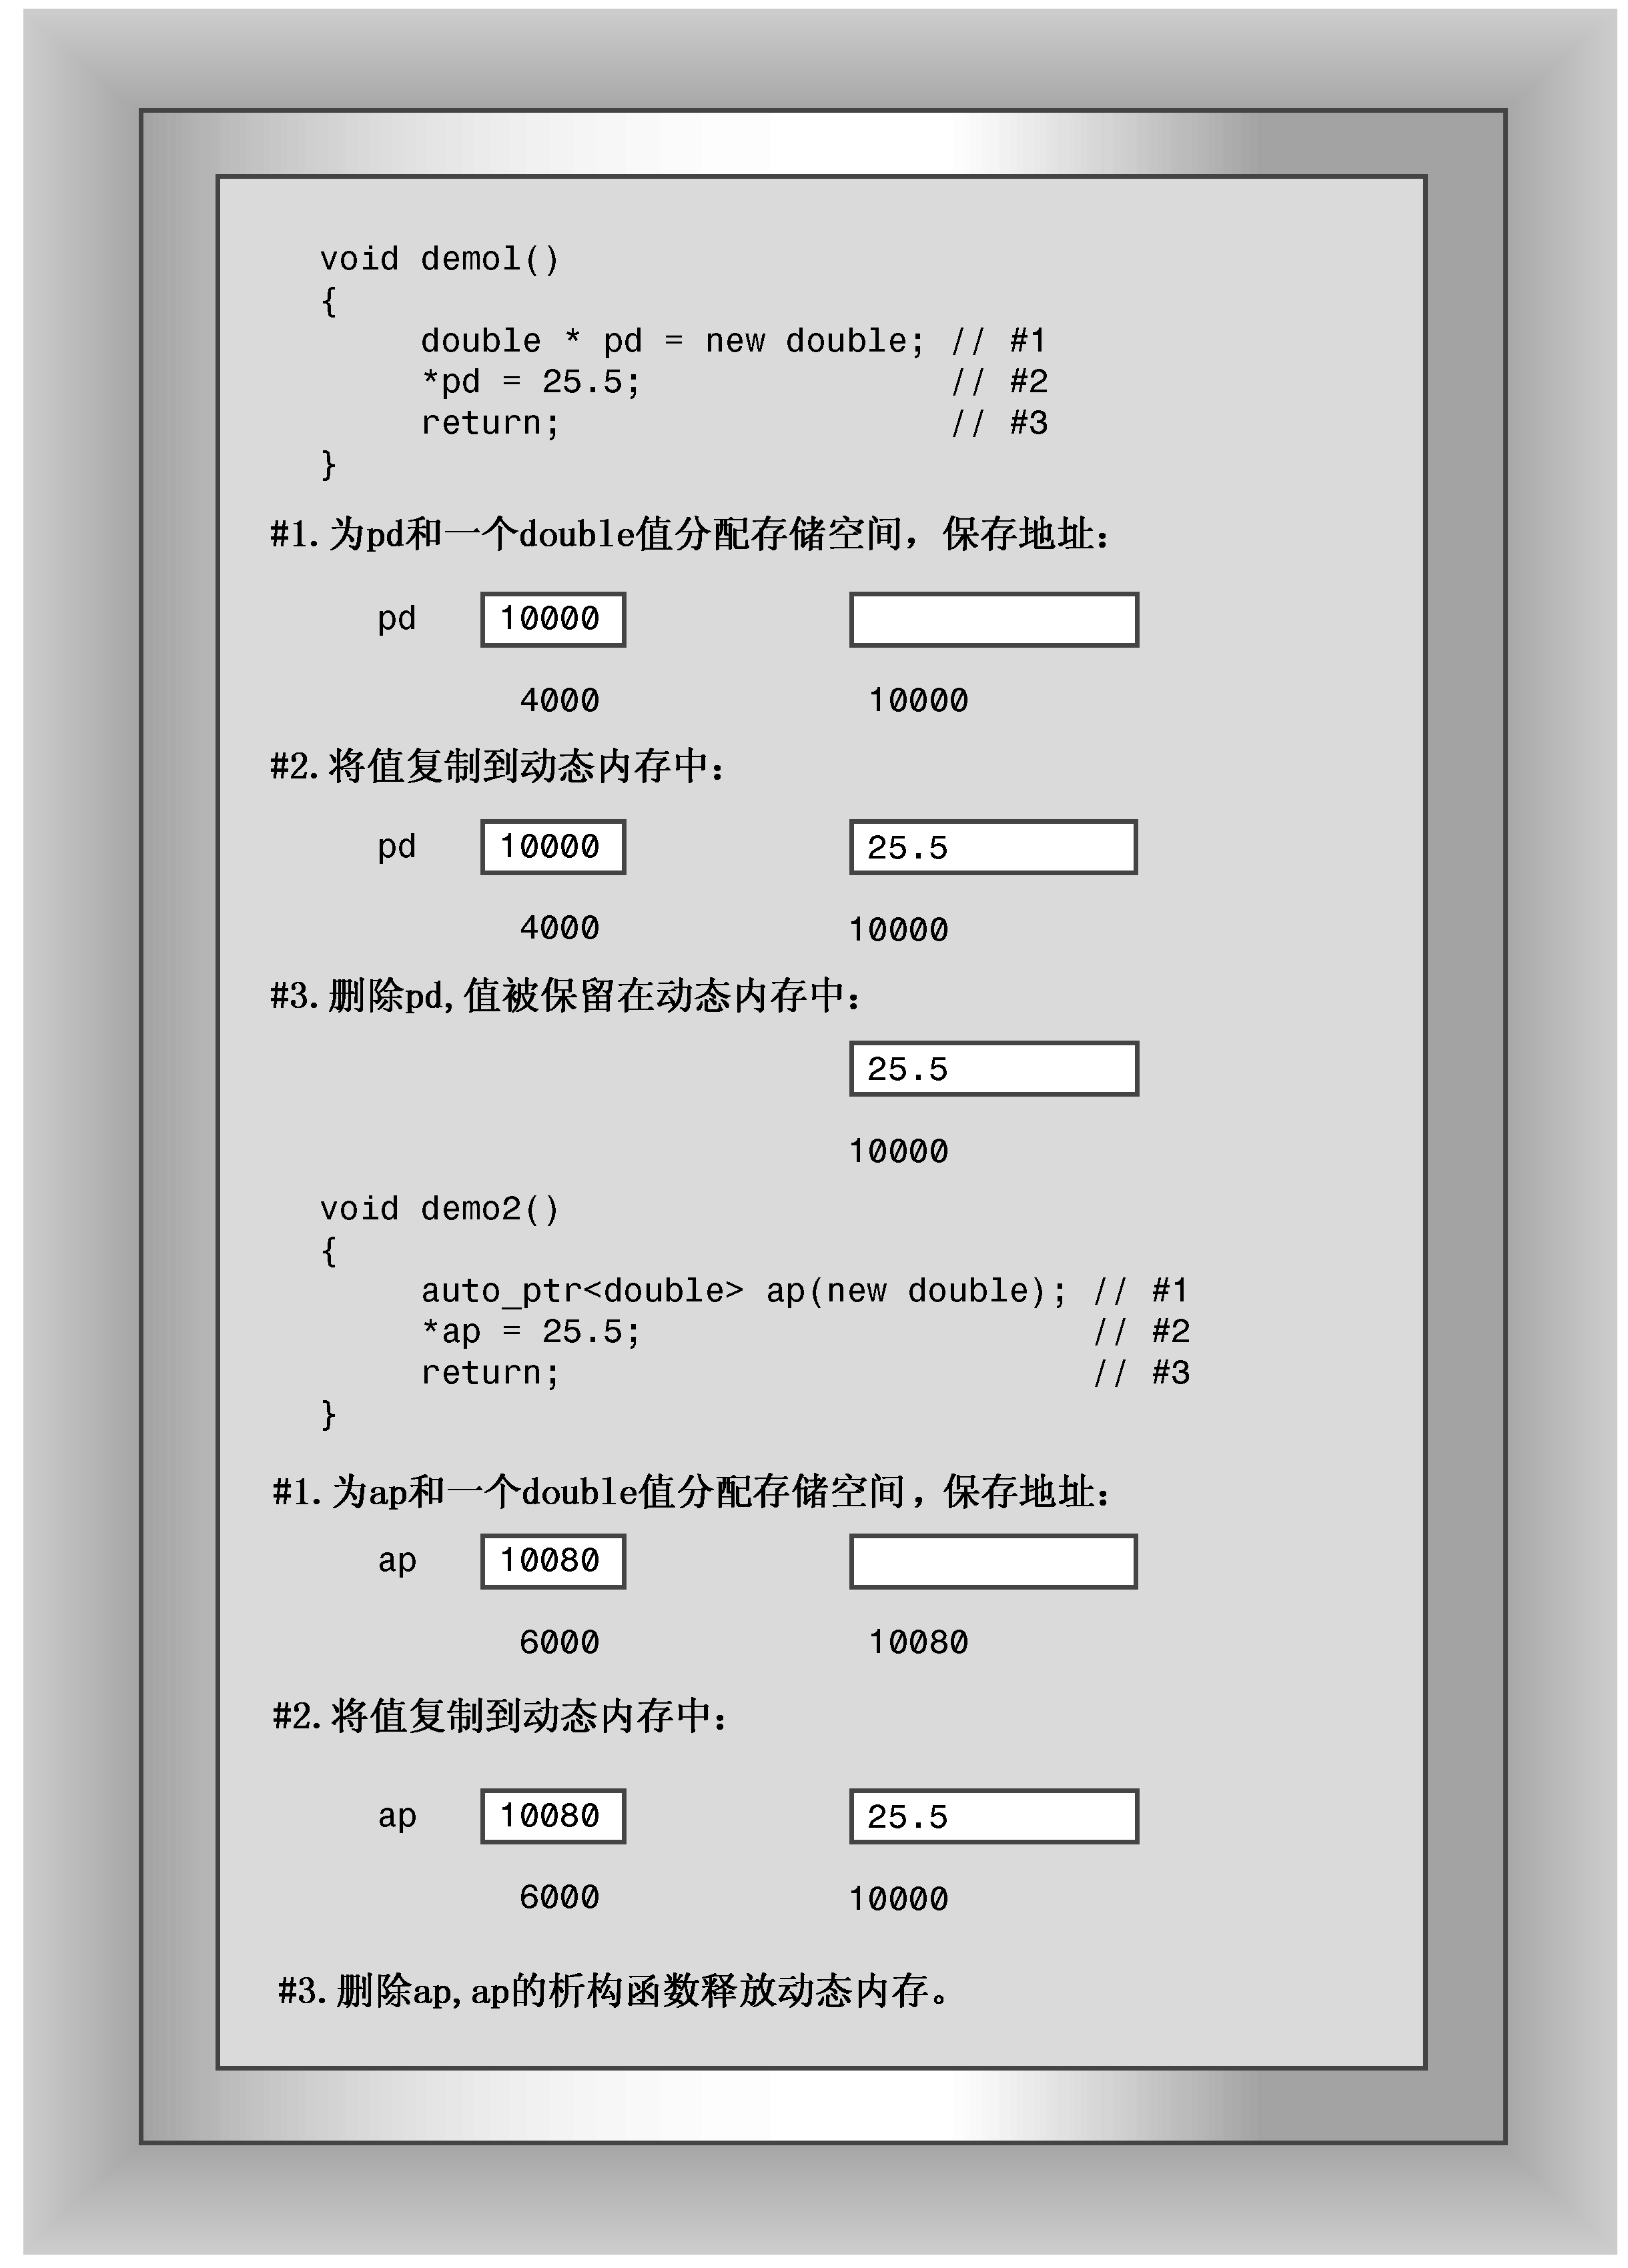 void demol()
{
double * pd = new double; // #1
*pd = 25.5; // #2
return; // #3
}
#1.为pd和一个double值分配存储空间，保存地址：
pd 10000
4000 10000
#2.将值复制到动态内存中：
pd 10000 25.5
4000 10000
#3.删除pd,值被保留在动态内存中：
25.5
10000
void demo2()
{
auto_ptr<double> ap(new double); // #1
*ap = 25.5; // #2
return; // #3
}
#1.为ap和一个double值分配存储空间，保存地址：
ap 10080
6000 10080
#2.将值复制到动态内存中：
ap 10080 25.5
6000 10000
#3.删除ap,ap的析构函数释放动态内存。